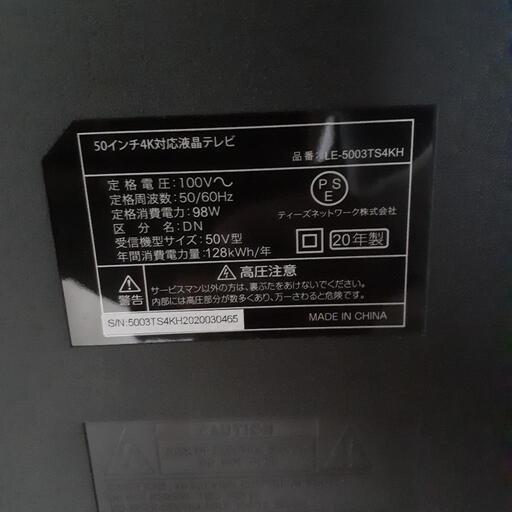 50インチ4K対応液晶テレビ
品番:LE-5003TS4KH
定格電圧:100V〜
定格周波数:50/60Hz
定格消費電力:98W
区分名:DN
受信機型サイズ:50V型
年間消費電力量:128kWh/年
PSE
ティーズネットワーク株式会社
20年製
警告
高圧注意
サービスマン以外の方は、裏ぶたをあけないでください。
内部には高圧部分が数多くあり、万一さわると危険です。
S/N:5003TS4KH2020030465
MADE IN CHINA